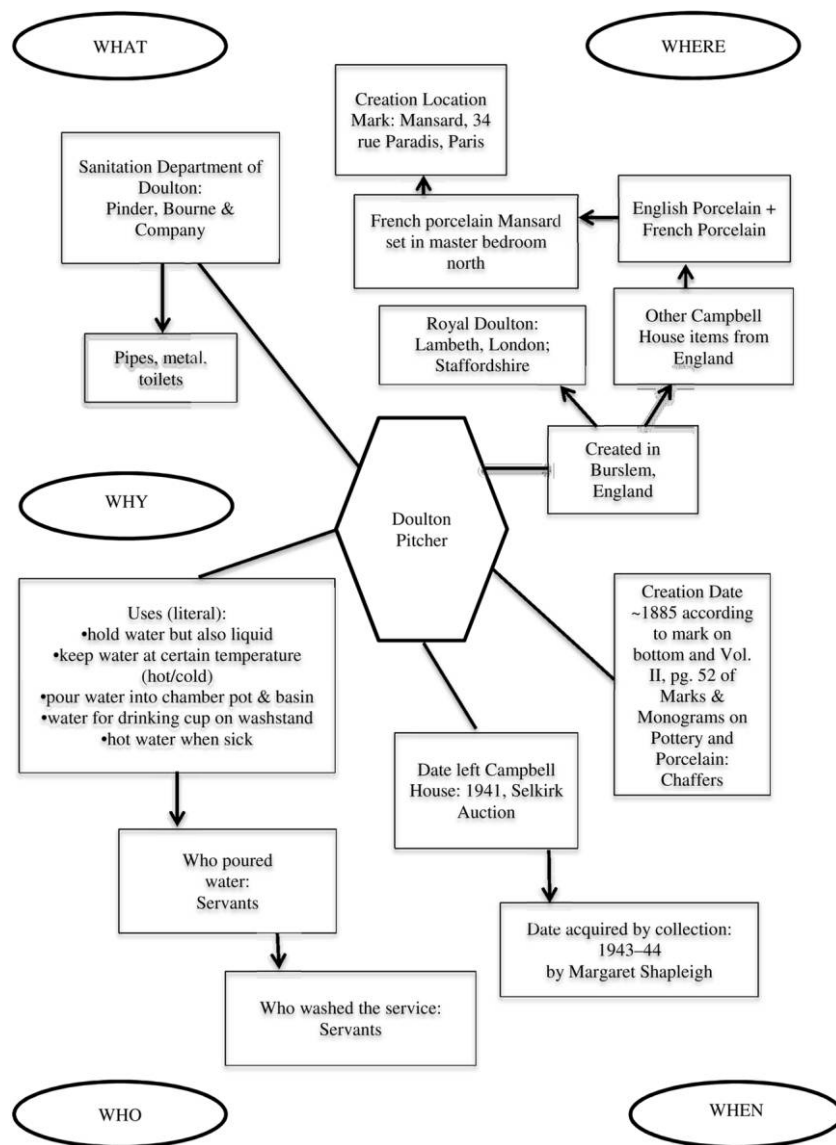 WHAT
WHERE
Creation Location
Mark: Mansard, 34
rue Paradis, Paris
Sanitation Department of
Doulton:
Pinder, Bourne &
Company
French porcelain Mansard
set in master bedroom
north
English Porcelain +
French Porcelain
Pipes, metal,
toilets
Royal Doulton:
Lambeth, London;
Staffordshire
Other Campbell
House items from
England
Created in
Burslem,
England
WHY
Doulton
Pitcher
Uses (literal):
•hold water but also liquid
•keep water at certain temperature
(hot/cold)
•pour water into chamber pot & basin
•water for drinking cup on washstand
•hot water when sick
Creation Date
~1885 according
to mark on
bottom and Vol.
II, pg. 52 of
Marks &
Monograms on
Pottery and
Porcelain:
Chaffers
Date left Campbell
House: 1941, Selkirk
Auction
Who poured
water:
Servants
Date acquired by collection:
1943–44
by Margaret Shapleigh
Who washed the service:
Servants
WHO
WHEN